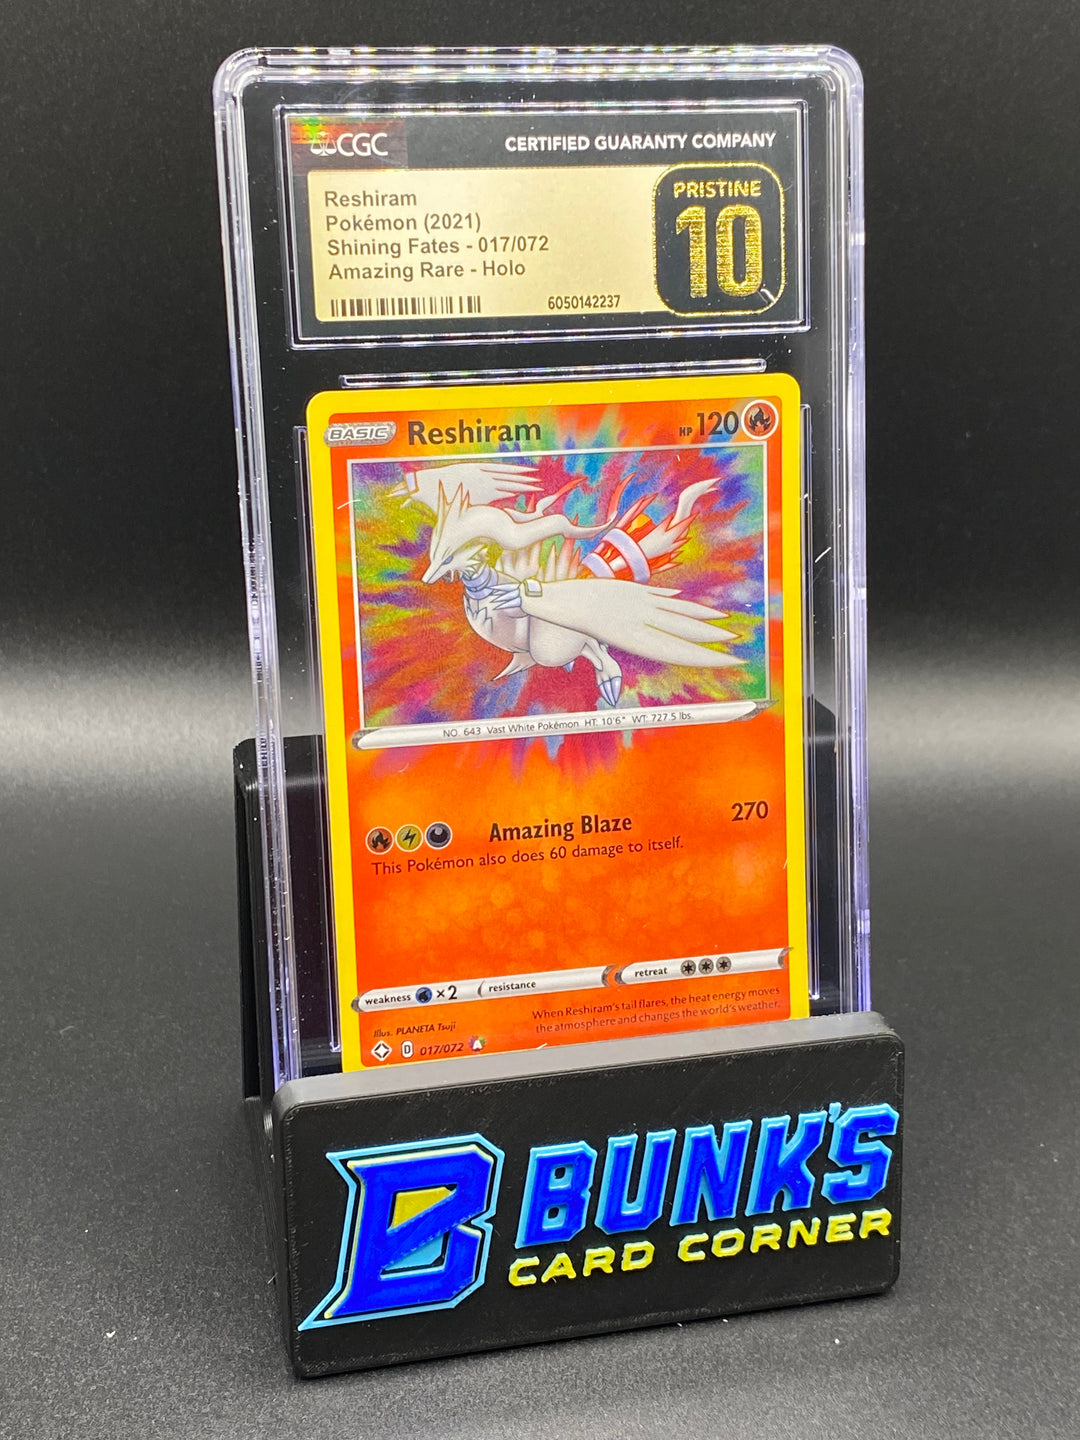 CGC
CERTIFIED GUARANTY COMPANY
Reshiram
Pokémon (2021)
Shining Fates - 017/072
Amazing Rare - Holo
6050142237
PRISTINE
10
BASIC Reshiram HP 120
NO. 643 Vast White Pokémon HT: 10'6" WT: 727.5 lbs.
Amazing Blaze 270
This Pokémon also does 60 damage to itself.
weakness ×2 resistance retreat
When Reshiram's tail flares, the heat energy moves
the atmosphere and changes the world's weather.
Illus. PLANETA Tsuji
D 017/072
B
BUNK'S
CARD CORNER